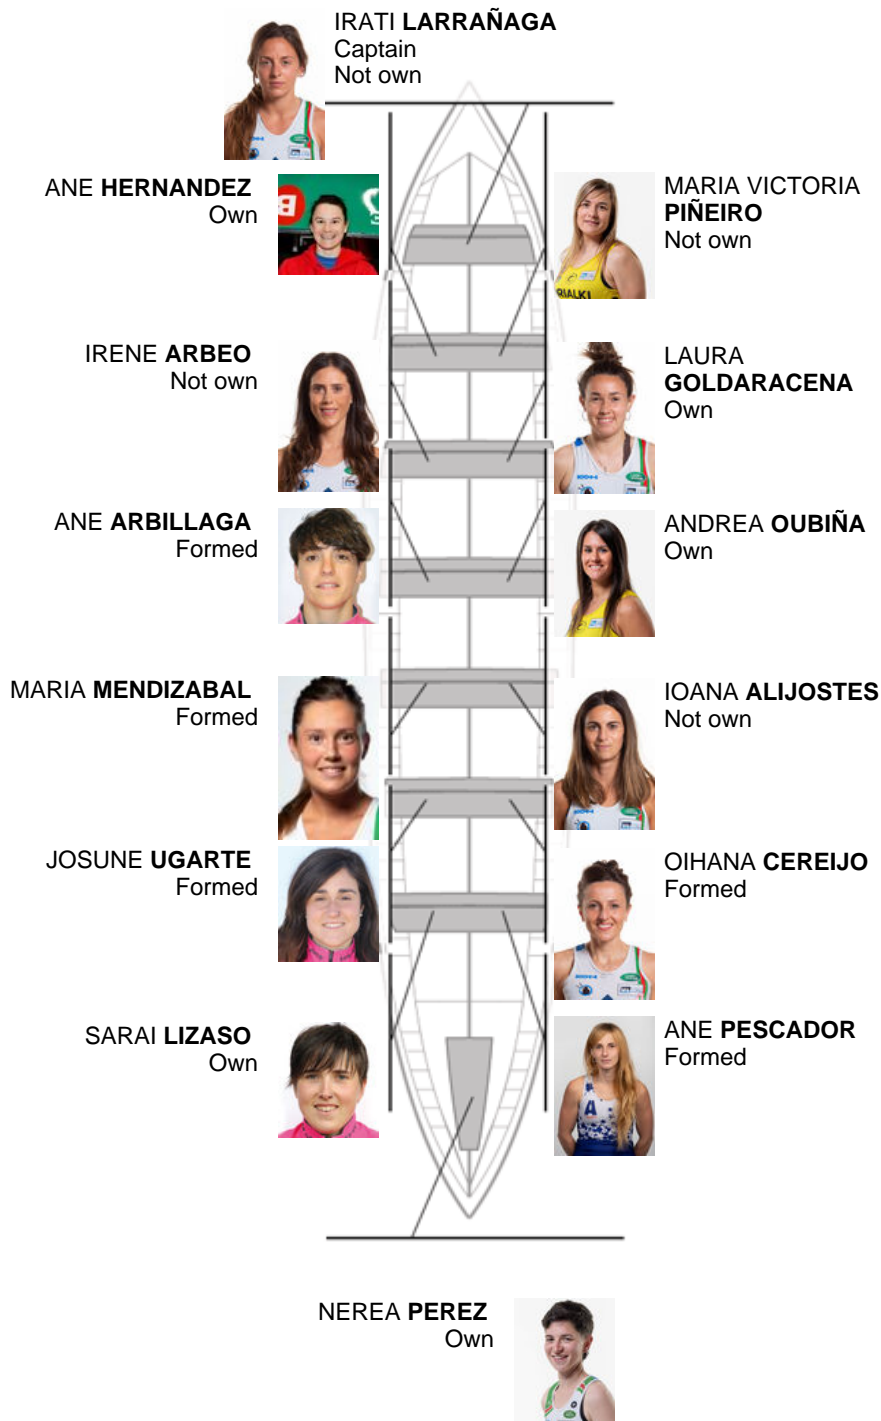 IRATI LARRAÑAGA
Captain
Not own
ANE HERNANDEZ
Own
MARIA VICTORIA
PIÑEIRO
Not own
IRENE ARBEO
Not own
LAURA
GOLDARACENA
Own
ANE ARBILLAGA
Formed
ANDREA OUBIÑA
Own
MARIA MENDIZABAL
Formed
IOANA ALIJOSTES
Not own
JOSUNE UGARTE
Formed
OIHANA CEREIJO
Formed
SARAI LIZASO
Own
ANE PESCADOR
Formed
NEREA PEREZ
Own